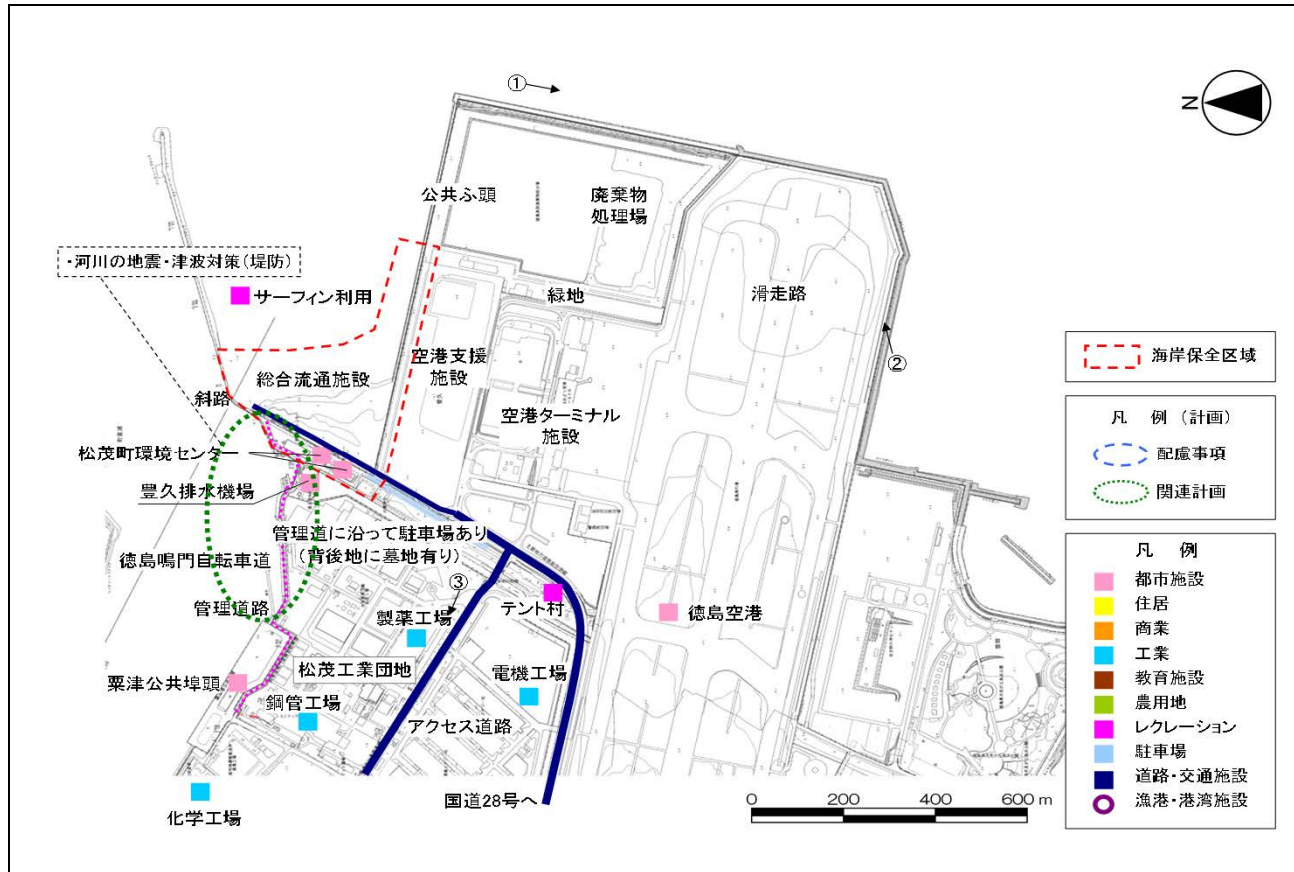 ①
N
公共ふ頭
廃棄物
処理場
・河川の地震・津波対策(堤防)
サーフィン利用
緑地
滑走路
②
海岸保全区域
空港支援
施設
総合流通施設
斜路
空港ターミナル
施設
凡 例 (計画)
配慮事項
関連計画
松茂町環境センター
豊久排水機場
管理道に沿って駐車場あり
(背後地に墓地有り)
徳島鳴門自転車道
③
管理道路
製薬工場
テント村
徳島空港
松茂工業団地
電機工場
粟津公共埠頭
鋼管工場
アクセス道路
国道28号へ
化学工場
0 200 400 600 m
凡 例
都市施設
住居
商業
工業
教育施設
農用地
レクレーション
駐車場
道路・交通施設
漁港・港湾施設